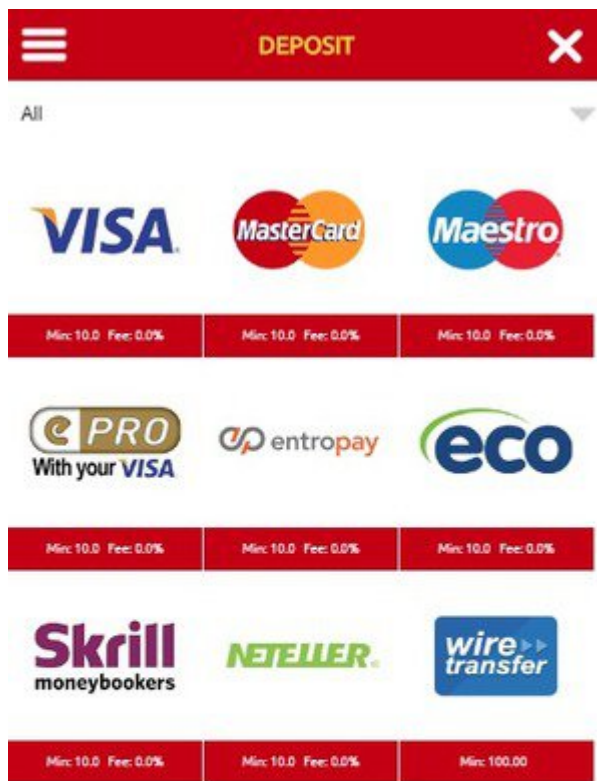 DEPOSIT
All
VISA
MasterCard
Maestro
Min: 10.0 Fee: 0.0%
Min: 10.0 Fee: 0.0%
Min: 10.0 Fee: 0.0%
e PRO
With your VISA
entropay
eco
Min: 10.0 Fee: 0.0%
Min: 10.0 Fee: 0.0%
Min: 10.0 Fee: 0.0%
Skrill
moneybookers
NETELLER
wire
transfer
Min: 10.0 Fee: 0.0%
Min: 10.0 Fee: 0.0%
Min: 100.00